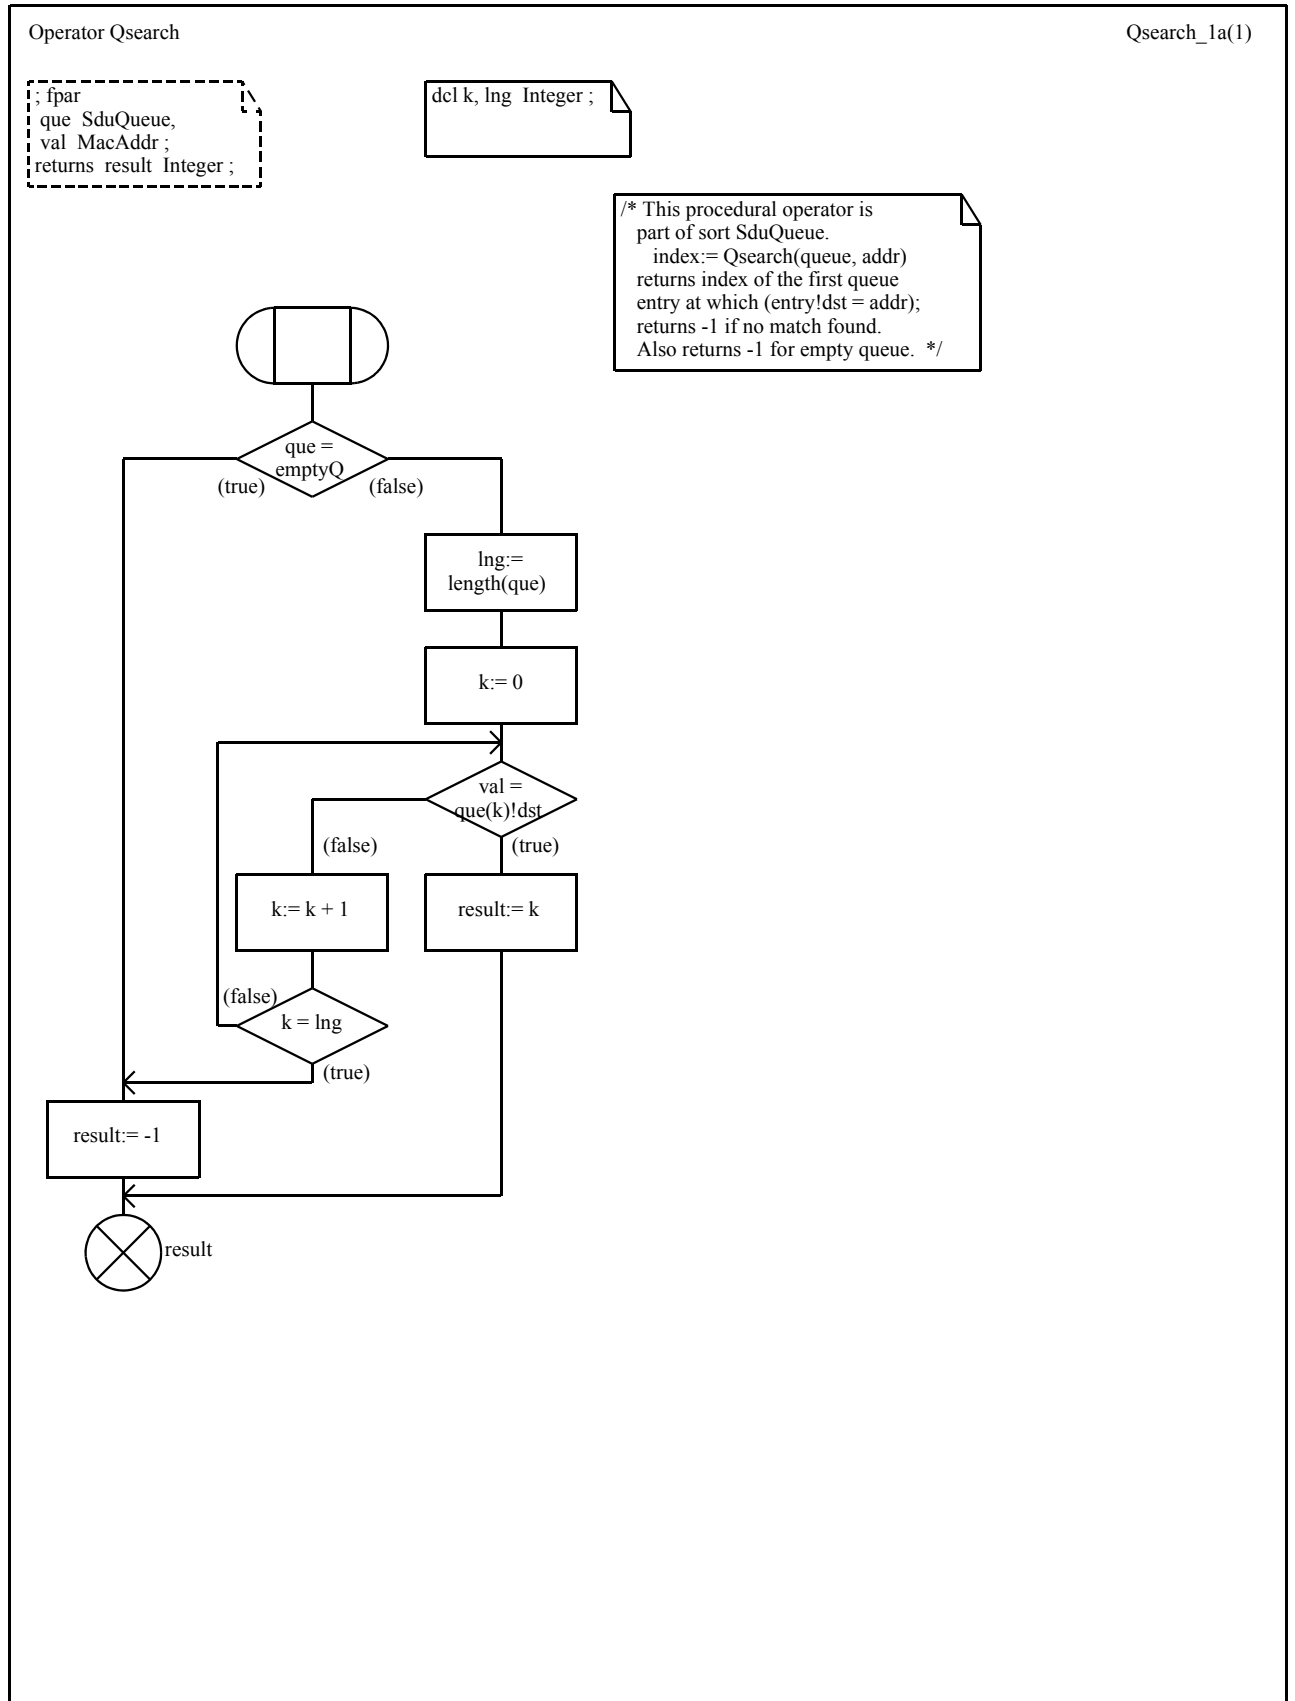 Operator Qsearch
Qsearch_1a(1)
; fpar
que SduQueue,
val MacAddr ;
returns result Integer ;
dcl k, lng Integer ;
/* This procedural operator is
part of sort SduQueue.
index:= Qsearch(queue, addr)
returns index of the first queue
entry at which (entry!dst = addr);
returns -1 if no match found.
Also returns -1 for empty queue. */
que =
emptyQ
(true)
(false)
lng:=
length(que)
k:= 0
val =
que(k)!dst
(false)
(true)
k:= k + 1
result:= k
(false)
k = lng
(true)
result:= -1
result